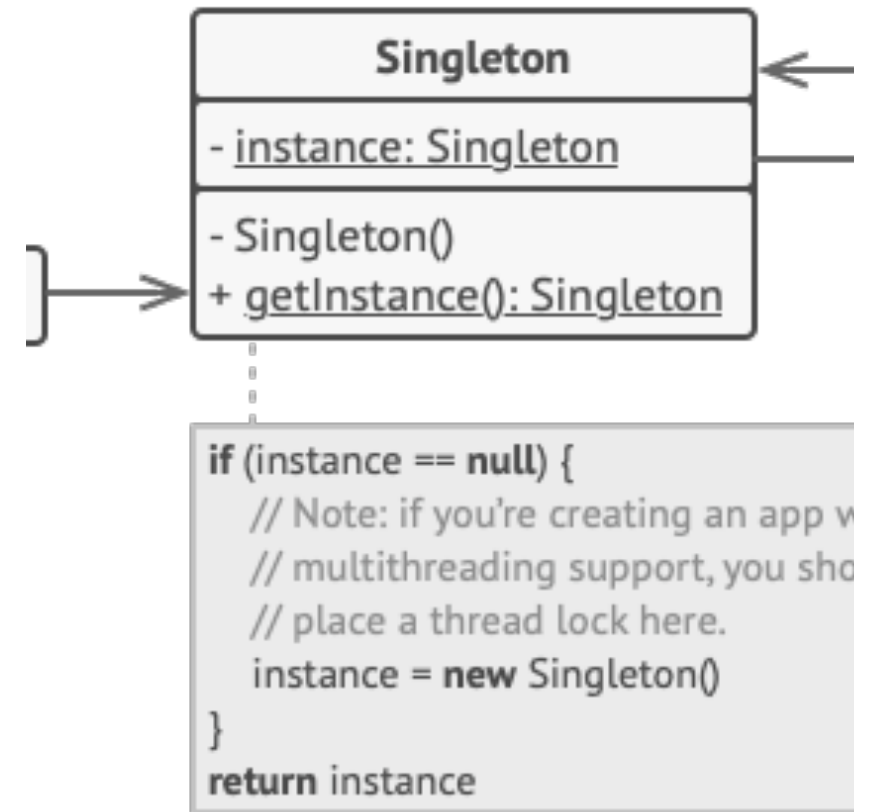 Singleton
- instance: Singleton
- Singleton()
+ getInstance(): Singleton
if (instance == null) {
// Note: if you're creating an app
// multithreading support, you
// place a thread lock here.
instance = new Singleton()
}
return instance